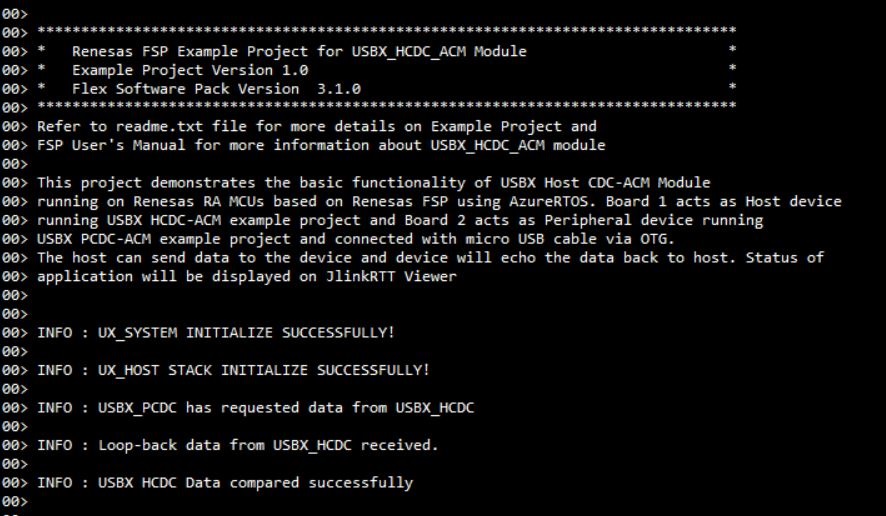 00>
00> ********************************************************************************
00> *   Renesas FSP Example Project for USBX_HCDC_ACM Module                       *
00> *   Example Project Version 1.0                                                *
00> *   Flex Software Pack Version  3.1.0                                          *
00> ********************************************************************************
00> Refer to readme.txt file for more details on Example Project and
00> FSP User's Manual for more information about USBX_HCDC_ACM module
00>
00> This project demonstrates the basic functionality of USBX Host CDC-ACM Module
00> running on Renesas RA MCUs based on Renesas FSP using AzureRTOS. Board 1 acts as Host device
00> running USBX HCDC-ACM example project and Board 2 acts as Peripheral device running
00> USBX PCDC-ACM example project and connected with micro USB cable via OTG.
00> The host can send data to the device and device will echo the data back to host. Status of
00> application will be displayed on JlinkRTT Viewer
00>
00>
00> INFO : UX_SYSTEM INITIALIZE SUCCESSFULLY!
00>
00> INFO : UX_HOST STACK INITIALIZE SUCCESSFULLY!
00>
00> INFO : USBX_PCDC has requested data from USBX_HCDC
00>
00> INFO : Loop-back data from USBX_HCDC received.
00>
00> INFO : USBX HCDC Data compared successfully
00>